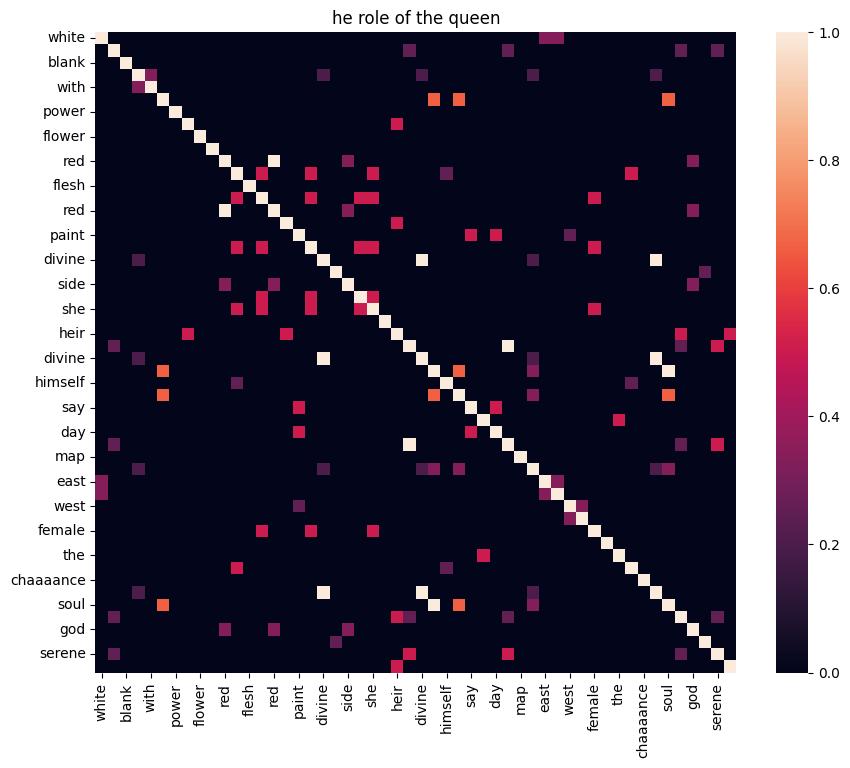 he role of the queen
white
blank
with
power
flower
red
flesh
red
paint
divine
side
she
heir
divine
himself
say
day
map
east
west
female
the
chaaaance
soul
god
serene
white
blank
with
power
flower
red
flesh
red
paint
divine
side
she
heir
divine
himself
say
day
map
east
west
female
the
chaaaance
soul
god
serene
1.0
0.8
0.6
0.4
0.2
0.0